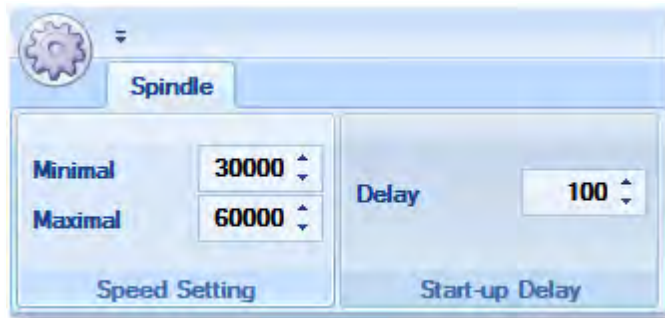 Spindle
Minimal 30000
Maximal 60000
Speed Setting
Delay 100
Start-up Delay